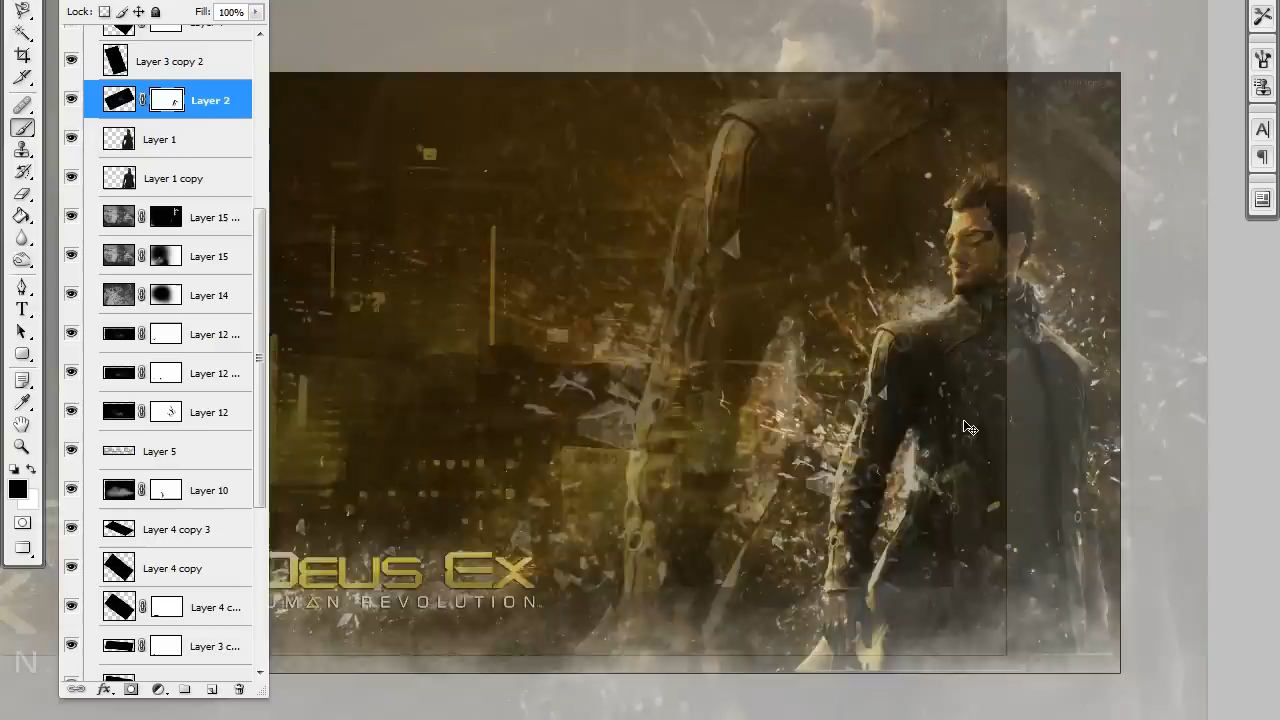 Lock:
Fill: 100%
Layer 3 copy 2
Layer 2
Layer 1
Layer 1 copy
Layer 15 ...
Layer 15
Layer 14
Layer 12 ...
Layer 12 ...
Layer 12
Layer 5
Layer 10
Layer 4 copy 3
Layer 4 copy
Layer 4 c...
Layer 3 c...
DEUS EX
UMAN REVOLUTION
N